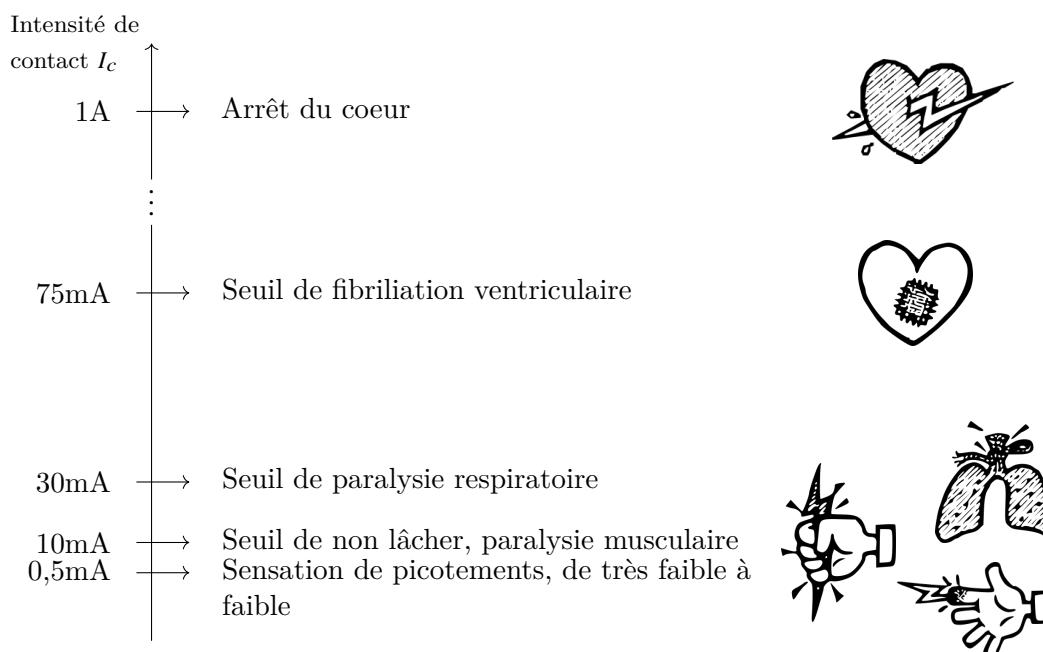 Intensité de
contact Ic
1A Arrêt du coeur
⋮
75mA Seuil de fibriliation ventriculaire
30mA Seuil de paralysie respiratoire
10mA Seuil de non lâcher, paralysie musculaire
0,5mA Sensation de picotements, de très faible à
faible